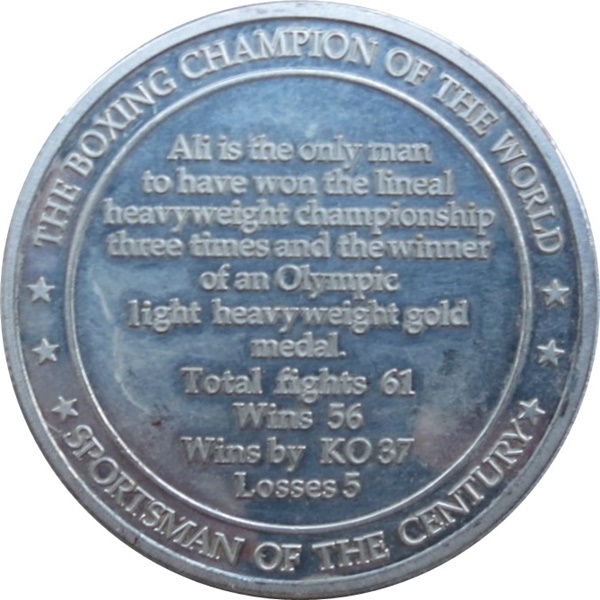 THE BOXING CHAMPION OF THE WORLD
Ali is the only man
to have won the lineal
heavyweight championship
three times and the winner
of an Olympic
light heavyweight gold
medal.
Total fights 61
Wins 56
Wins by KO 37
Losses 5
SPORTSMAN OF THE CENTURY